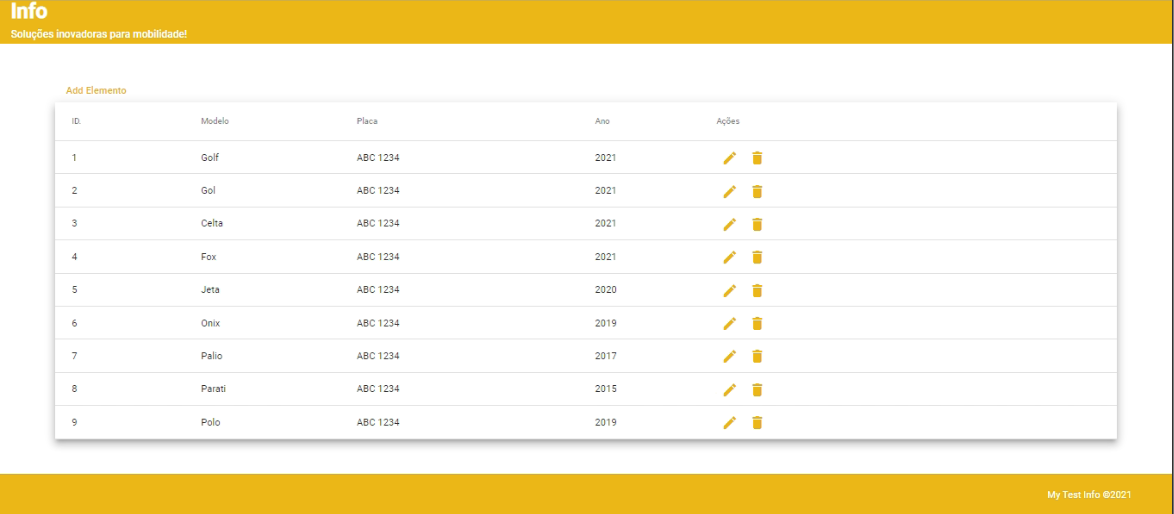 Info
Soluções inovadoras para mobilidade!
Add Elemento
ID. Modelo Placa Ano Ações
1 Golf ABC 1234 2021
2 Gol ABC 1234 2021
3 Celta ABC 1234 2021
4 Fox ABC 1234 2021
5 Jeta ABC 1234 2020
6 Onix ABC 1234 2019
7 Palio ABC 1234 2017
8 Parati ABC 1234 2015
9 Polo ABC 1234 2019
My Test Info ©2021